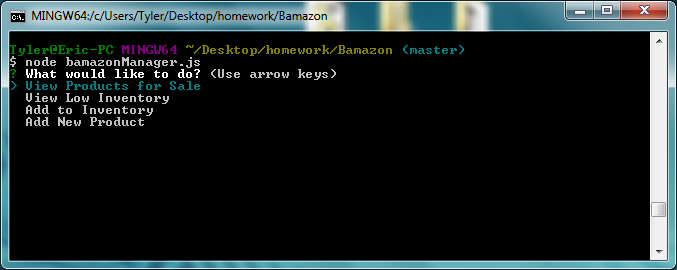 MINGW64:/c/Users/Tyler/Desktop/homework/Bamazon
Tyler@Eric-PC MINGW64 ~/Desktop/homework/Bamazon (master)
$ node bamazonManager.js
? What would like to do? (Use arrow keys)
> View Products for Sale
View Low Inventory
Add to Inventory
Add New Product